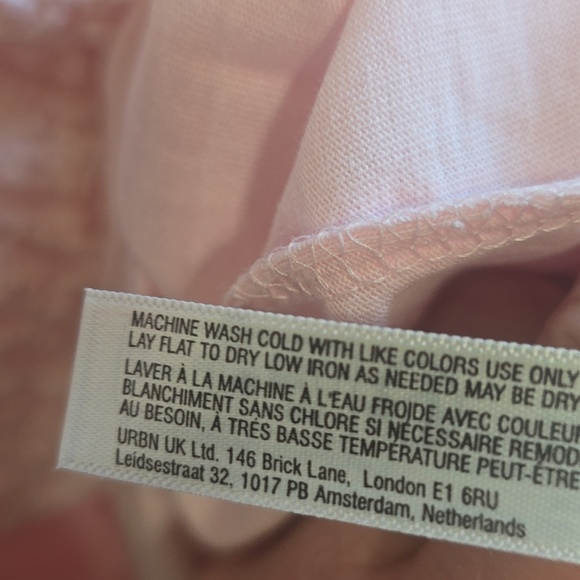 MACHINE WASH COLD WITH LIKE COLORS USE ONLY
LAY FLAT TO DRY LOW IRON AS NEEDED MAY BE DRY
LAVER À LA MACHINE À L'EAU FROIDE AVEC COULEUR
BLANCHIMENT SANS CHLORE SI NÉCESSAIRE REMOD
AU BESOIN, À TRÈS BASSE TEMPÉRATURE PEUT-ÊTRE
URBN UK Ltd. 146 Brick Lane, London E1 6RU
Leidsestraat 32, 1017 PB Amsterdam, Netherlands